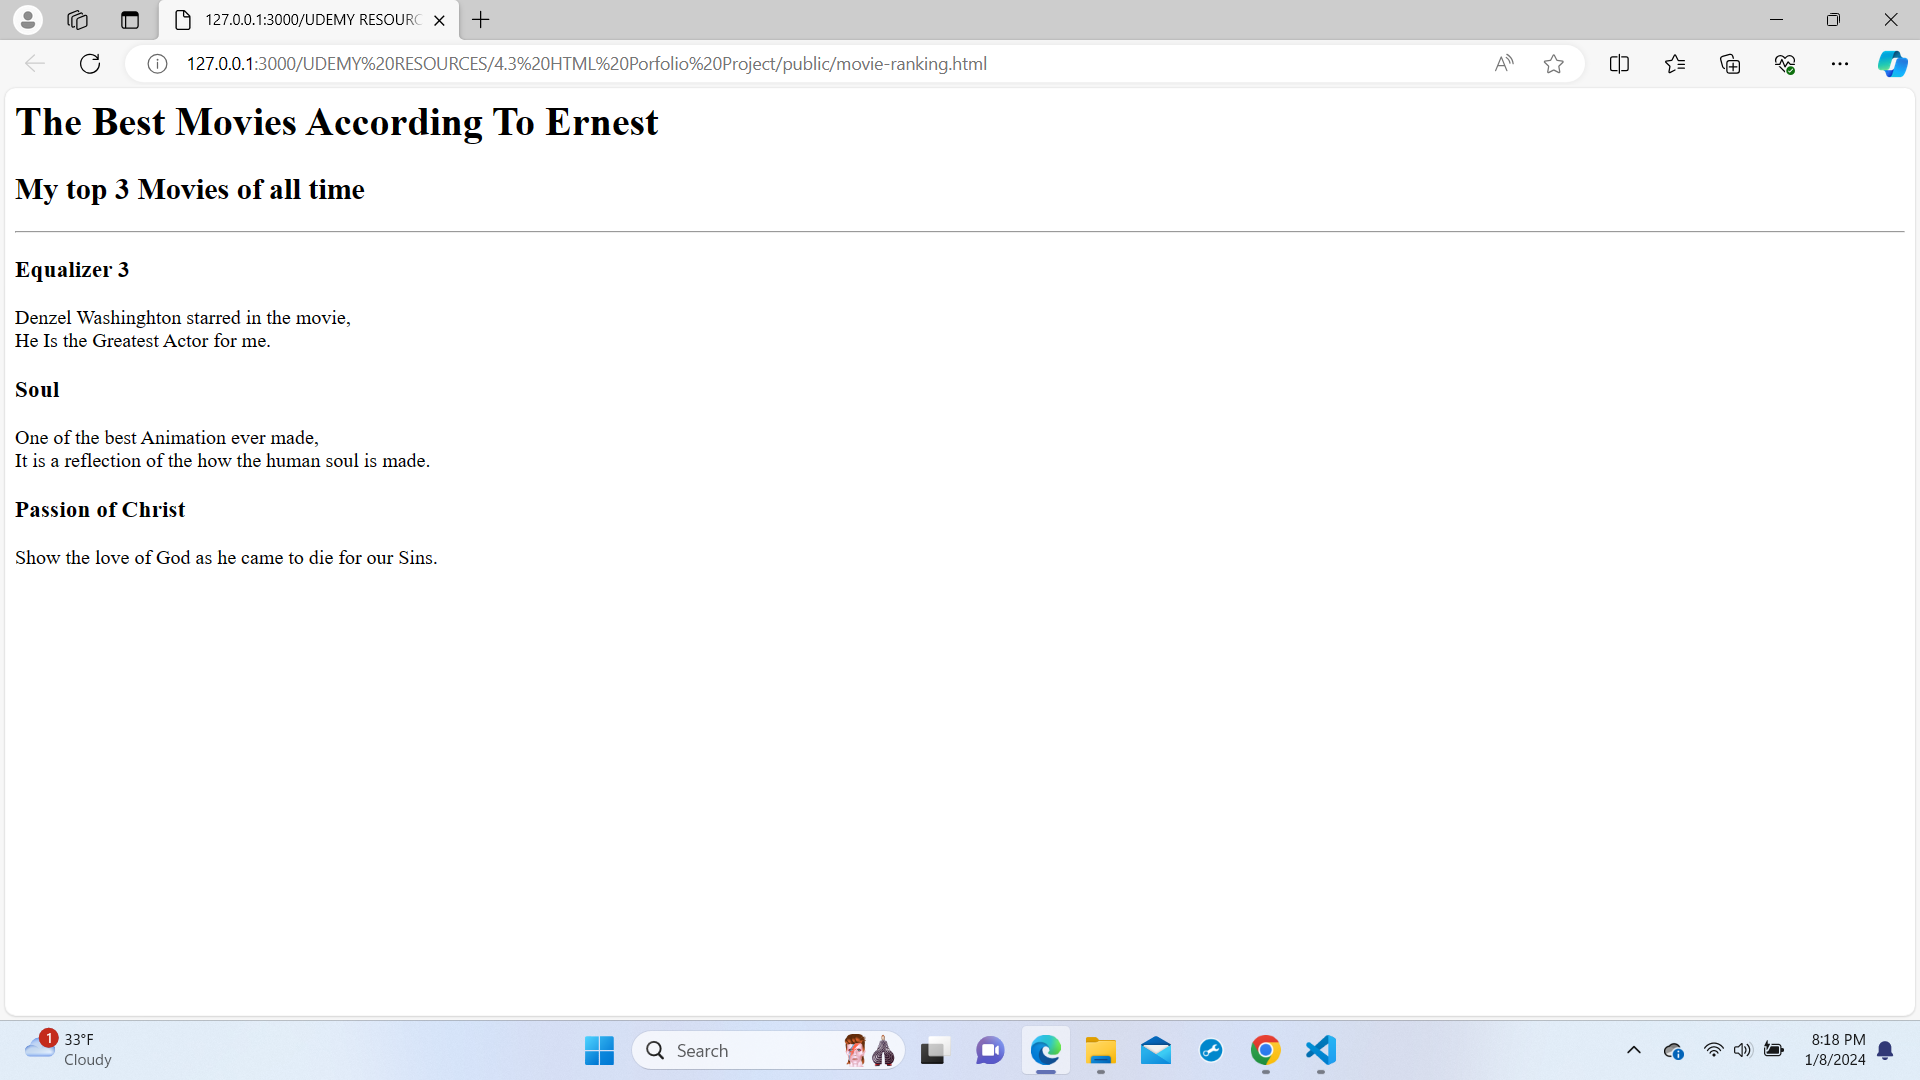 127.0.0.1:3000/UDEMY RESOURC
127.0.0.1:3000/UDEMY%20RESOURCES/4.3%20HTML%20Porfolio%20Project/public/movie-ranking.html
The Best Movies According To Ernest
My top 3 Movies of all time
Equalizer 3
Denzel Washinghton starred in the movie,
He Is the Greatest Actor for me.
Soul
One of the best Animation ever made,
It is a reflection of the how the human soul is made.
Passion of Christ
Show the love of God as he came to die for our Sins.
1
33°F
Cloudy
Search
8:18 PM
1/8/2024